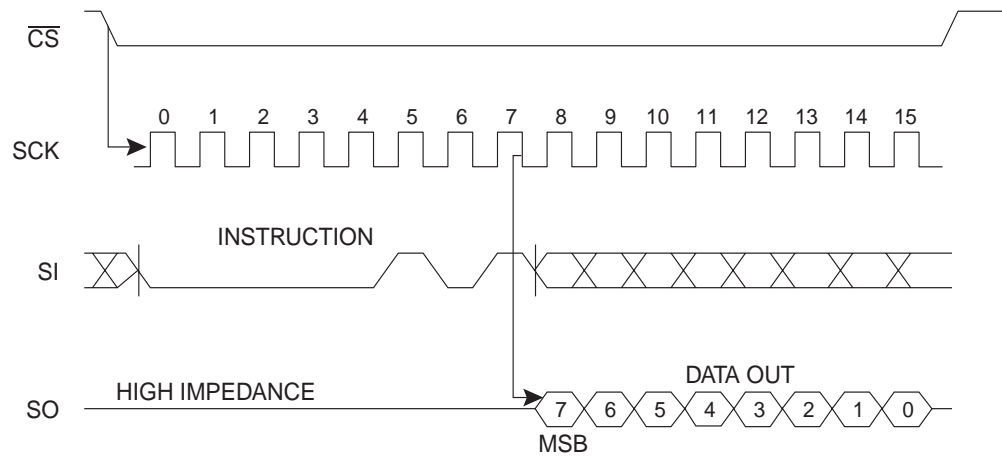 CS
0 1 2 3 4 5 6 7 8 9 10 11 12 13 14 15
SCK
INSTRUCTION
SI
DATA OUT
HIGH IMPEDANCE
SO
7 6 5 4 3 2 1 0
MSB